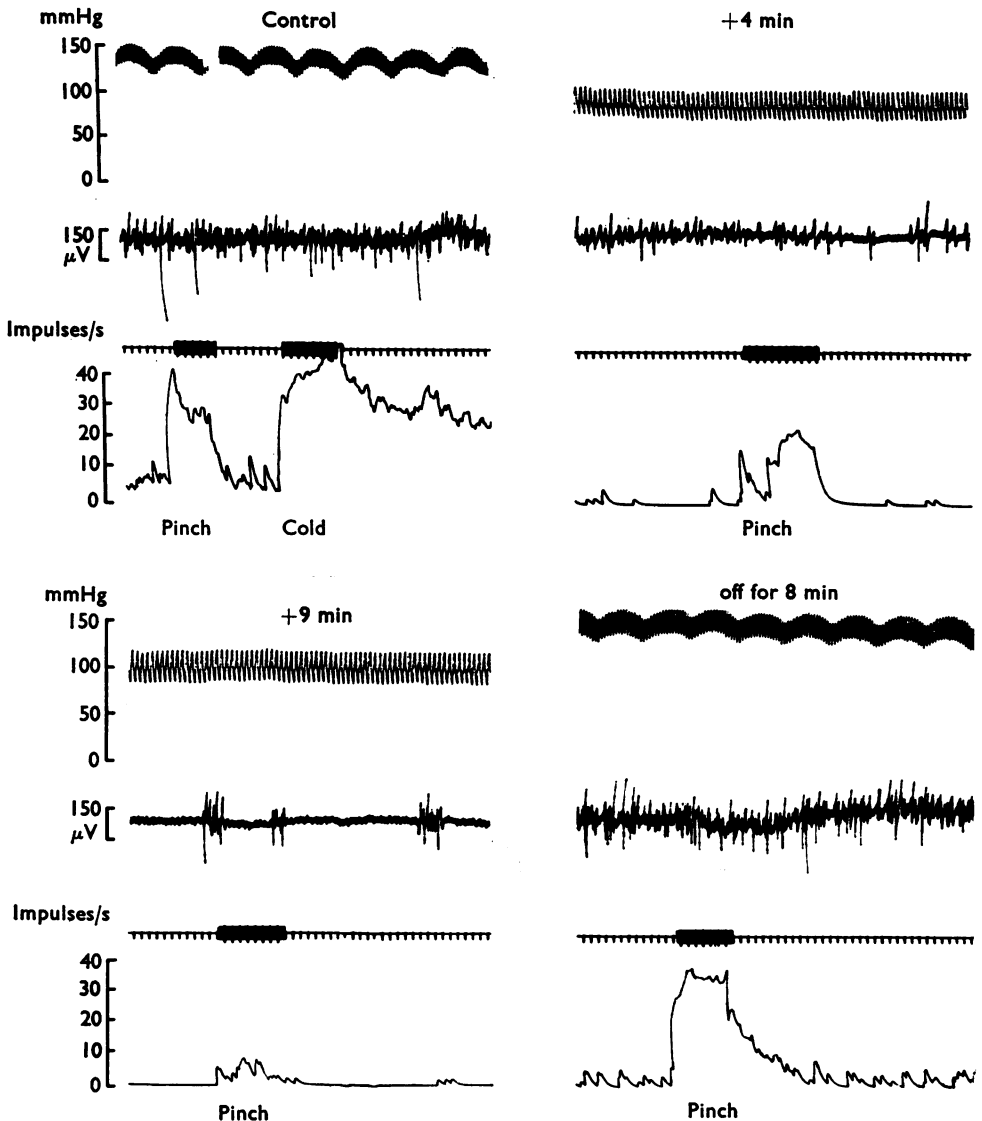 mmHg
Control
150
100
50
0
150
μV
Impulses/s
40
30
20
10
0
Pinch
Cold
+4 min
Pinch
mmHg
+9 min
150
100
50
0
150
μV
Impulses/s
40
30
20
10
0
Pinch
off for 8 min
Pinch